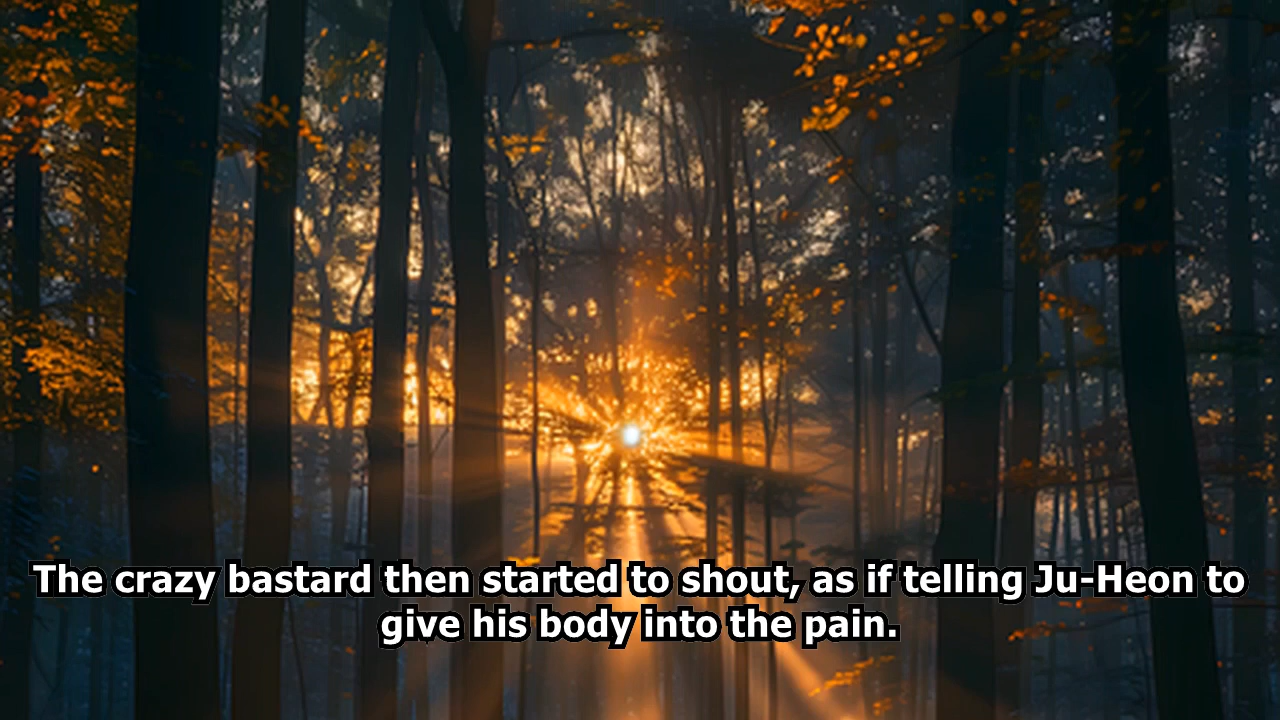 The crazy bastard then started to shout, as if telling Ju-Heon to
give his body into the pain.